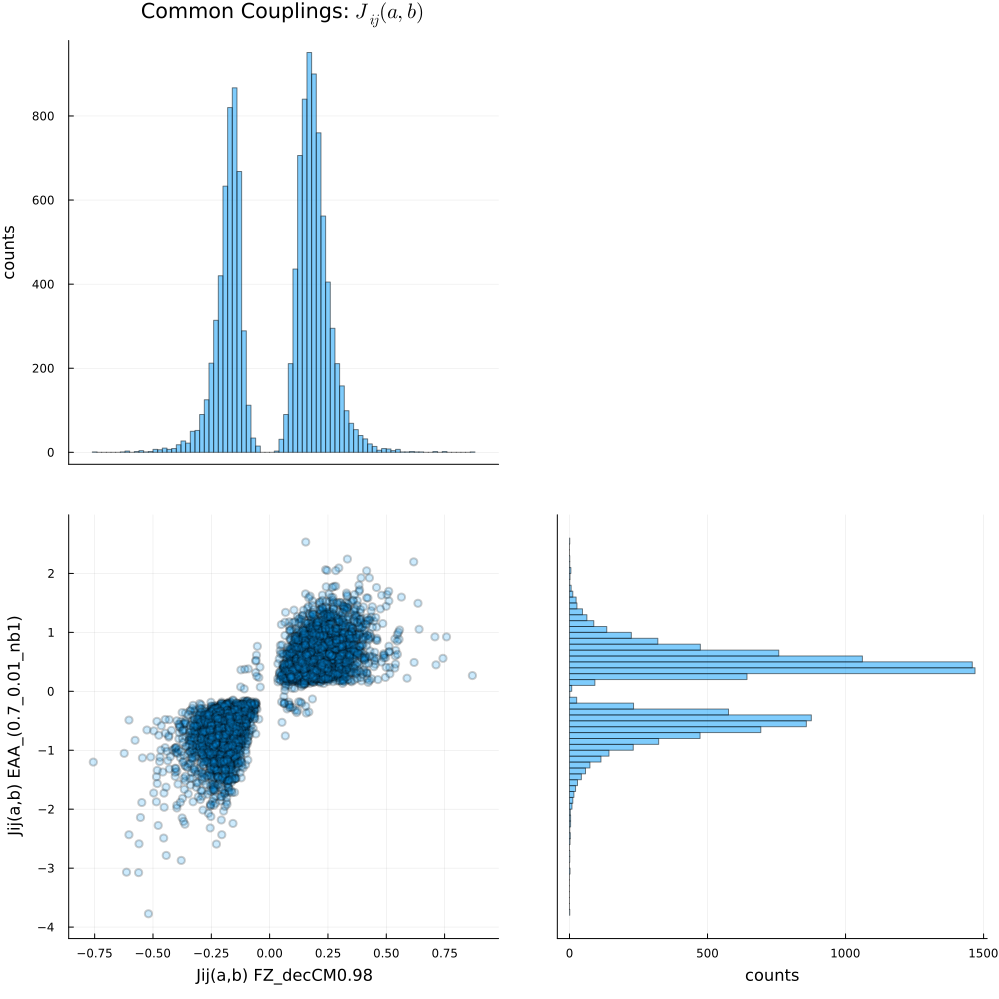 Common Couplings: J_ij(a, b)
counts
800
600
400
200
0
Jij(a,b) EAA_(0.7_0.01_nb1)
2
1
0
−1
−2
−3
−4
−0.75 −0.50 −0.25 0.00 0.25 0.50 0.75
Jij(a,b) FZ_decCM0.98
0 500 1000 1500
counts